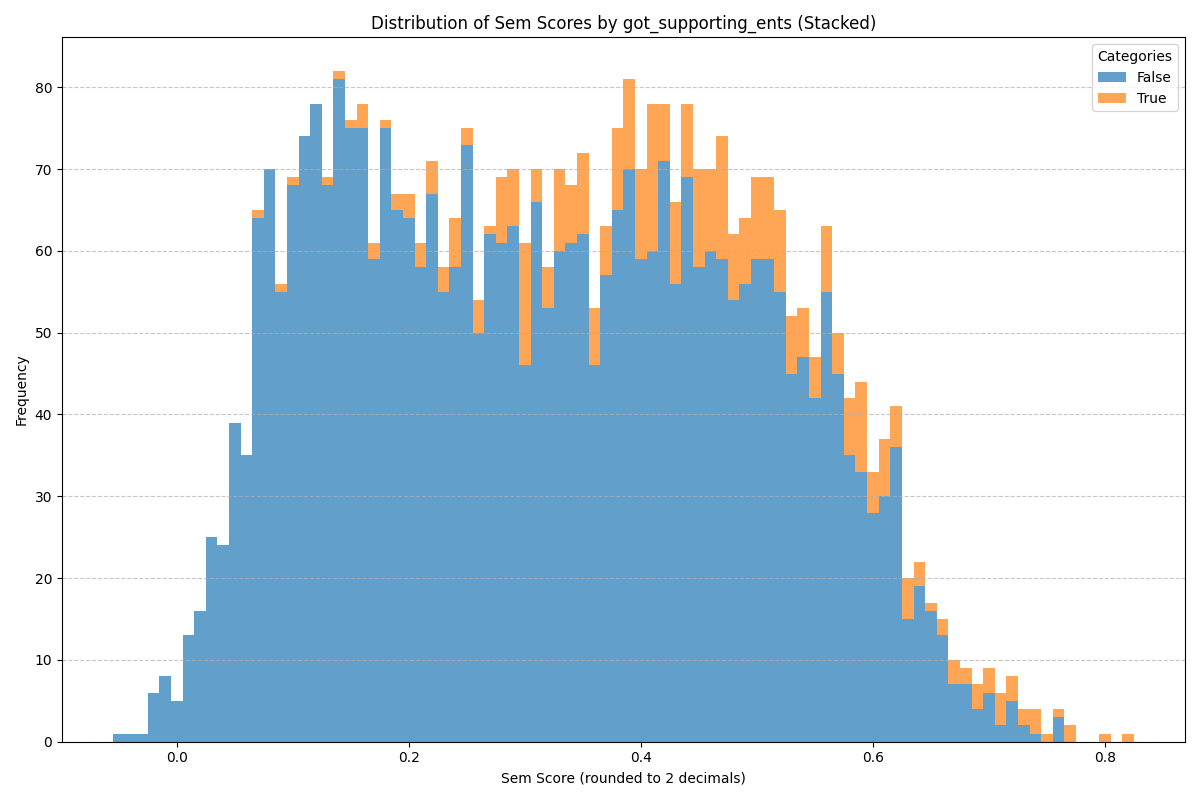 Distribution of Sem Scores by got_supporting_ents (Stacked)
Categories
False
True
Frequency
80
70
60
50
40
30
20
10
0
0.0 0.2 0.4 0.6 0.8
Sem Score (rounded to 2 decimals)